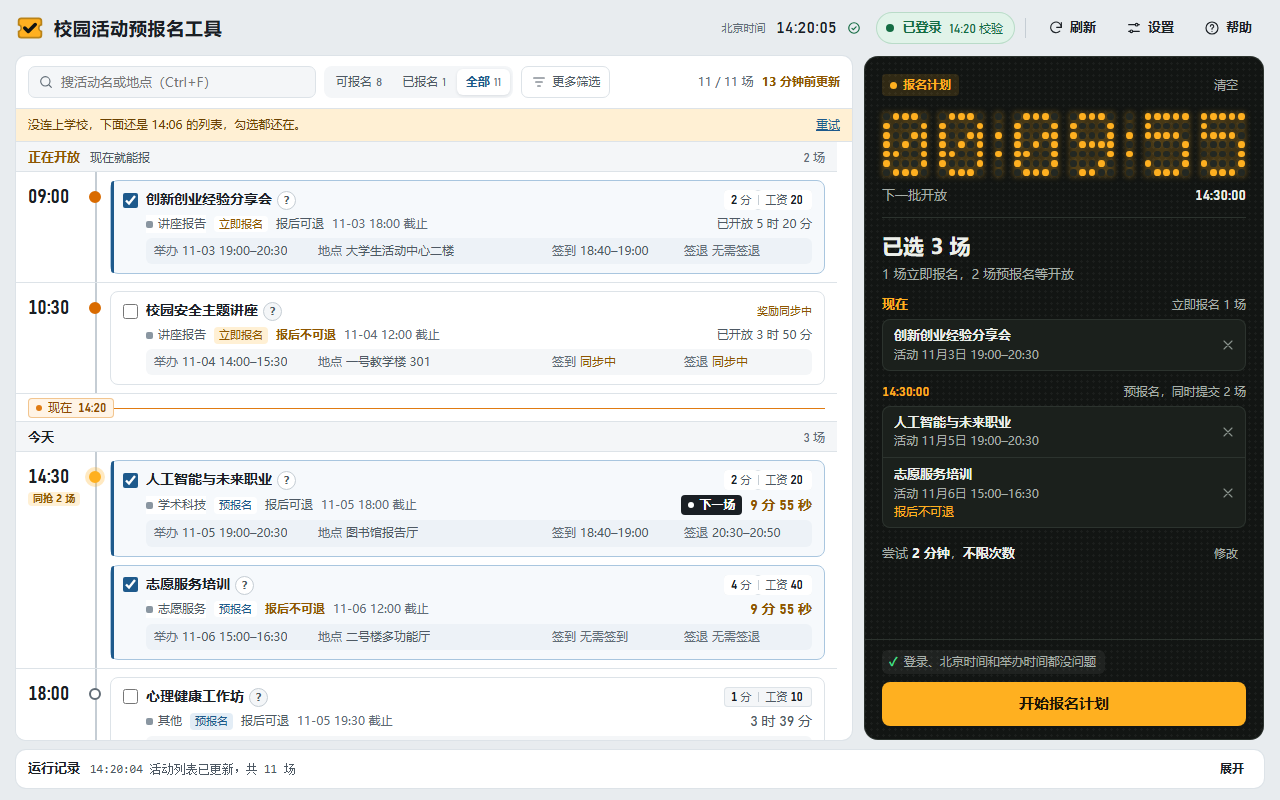 校园活动预报名工具
北京时间 14:20:05
已登录 14:20 校验
刷新
设置
帮助
搜活动名或地点（Ctrl+F）
可报名 8
已报名 1
全部 11
更多筛选
11 / 11 场 13 分钟前更新
没连上学校，下面还是 14:06 的列表，勾选都还在。
重试
正在开放 现在就能报
2 场
09:00
创新创业经验分享会 ?
2 分 工资 20
讲座报告 立即报名 报后可退 11-03 18:00 截止
已开放 5 时 20 分
举办 11-03 19:00–20:30 地点 大学生活动中心二楼 签到 18:40–19:00 签退 无需签退
10:30
校园安全主题讲座 ?
奖励同步中
讲座报告 立即报名 报后不可退 11-04 12:00 截止
已开放 3 时 50 分
举办 11-04 14:00–15:30 地点 一号教学楼 301 签到 同步中 签退 同步中
现在 14:20
今天
3 场
14:30
同抢 2 场
人工智能与未来职业 ?
2 分 工资 20
学术科技 预报名 报后可退 11-05 18:00 截止
下一场 9 分 55 秒
举办 11-05 19:00–20:30 地点 图书馆报告厅 签到 18:40–19:00 签退 20:30–20:50
志愿服务培训 ?
4 分 工资 40
志愿服务 预报名 报后不可退 11-06 12:00 截止
9 分 55 秒
举办 11-06 15:00–16:30 地点 二号楼多功能厅 签到 无需签到 签退 无需签退
18:00
心理健康工作坊 ?
1 分 工资 10
其他 预报名 报后可退 11-05 19:30 截止
3 时 39 分
报名计划
清空
00:09:55
下一批开放
14:30:00
已选 3 场
1 场立即报名，2 场预报名等开放
现在
立即报名 1 场
创新创业经验分享会
活动 11月3日 19:00–20:30
14:30:00
预报名，同时提交 2 场
人工智能与未来职业
活动 11月5日 19:00–20:30
志愿服务培训
活动 11月6日 15:00–16:30
报后不可退
尝试 2 分钟，不限次数
修改
登录、北京时间和举办时间都没问题
开始报名计划
运行记录 14:20:04 活动列表已更新，共 11 场
展开